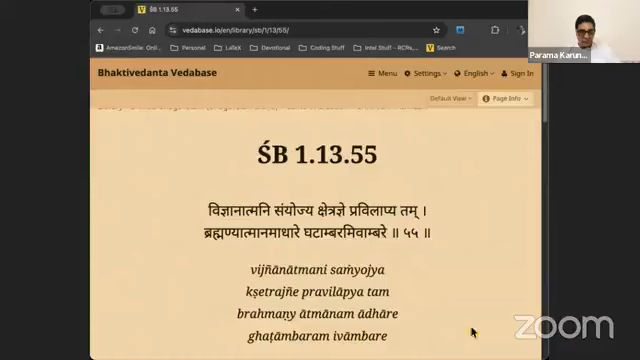 ŚB 1.13.55
vedabase.io/en/library/sb/1/13/55/
AmazonSmile: Onli...
Personal
LaTeX
Devotional
Coding Stuff
Intel Stuff - RCRs,...
Search
Parama Karun...
Bhaktivedanta Vedabase
Menu
Settings
English
Sign In
Default View
Page Info
ŚB 1.13.55
विज्ञानात्मनि संयोज्य क्षेत्रज्ञे प्रविलाप्य तम् ।
ब्रह्मण्यात्मानमाधारे घटाम्बरमिवाम्बरे ॥ ५५ ॥
vijñānātmani saṁyojya
kṣetrajñe pravilāpya tam
brahmaṇy ātmānam ādhāre
ghaṭāmbaram ivāmbare
zoom